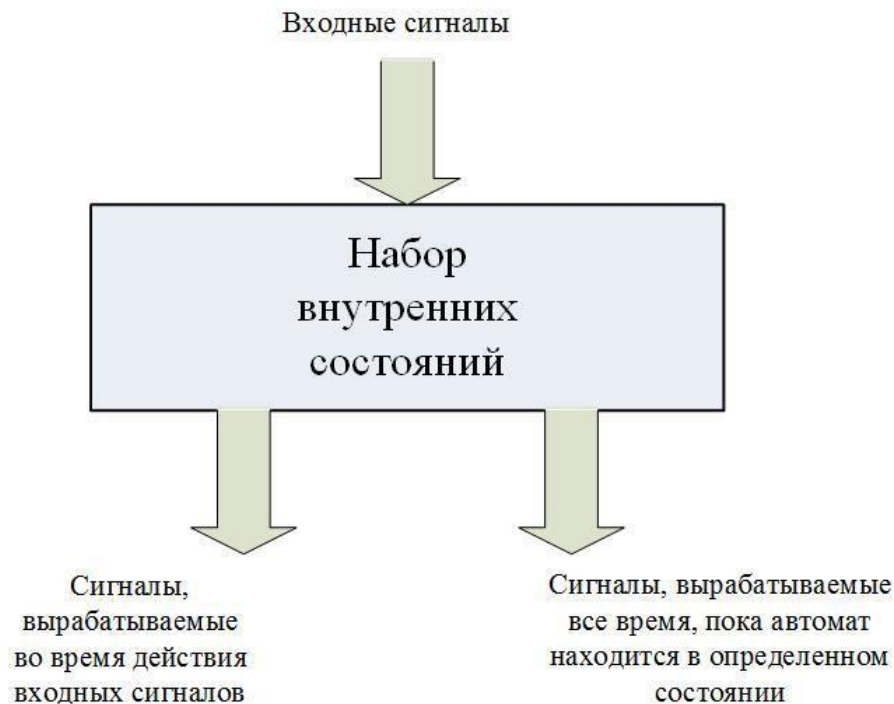 Входные сигналы
Набор
внутренних
состояний
Сигналы,
вырабатываемые
во время действия
входных сигналов
Сигналы, вырабатываемые
все время, пока автомат
находится в определенном
состоянии